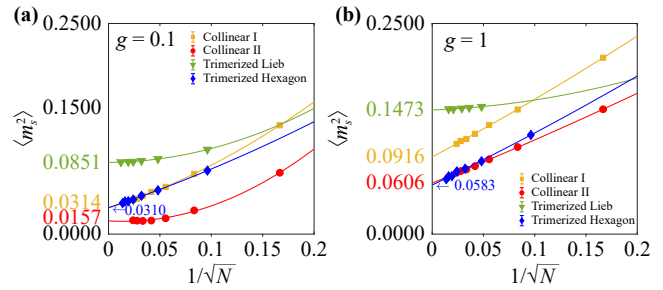 (a)
g = 0.1
Collinear I
Collinear II
Trimerized Lieb
Trimerized Hexagon
⟨m_s^2⟩
0.2500
0.1500
0.0851
0.0314
0.0157
0.0000
← 0.0310
0 0.05 0.1 0.15 0.2
1/√N
(b)
g = 1
⟨m_s^2⟩
0.2500
0.1473
0.0916
0.0606
0.0000
← 0.0583
Collinear I
Collinear II
Trimerized Lieb
Trimerized Hexagon
0 0.05 0.1 0.15 0.2
1/√N